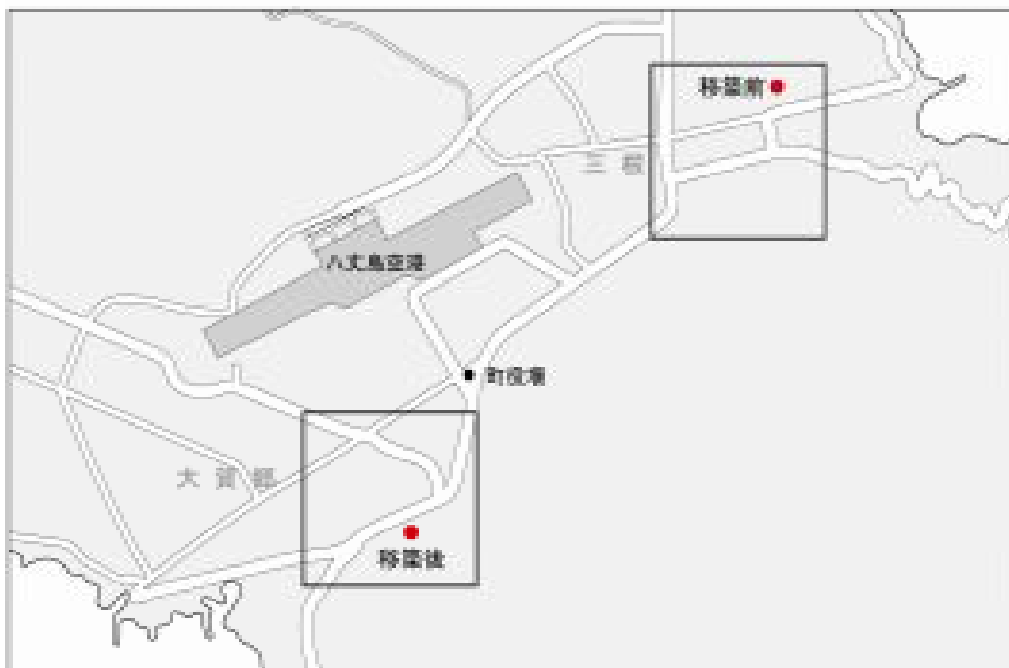 移築前
三根
八丈島空港
町役場
大賀郷
移築後